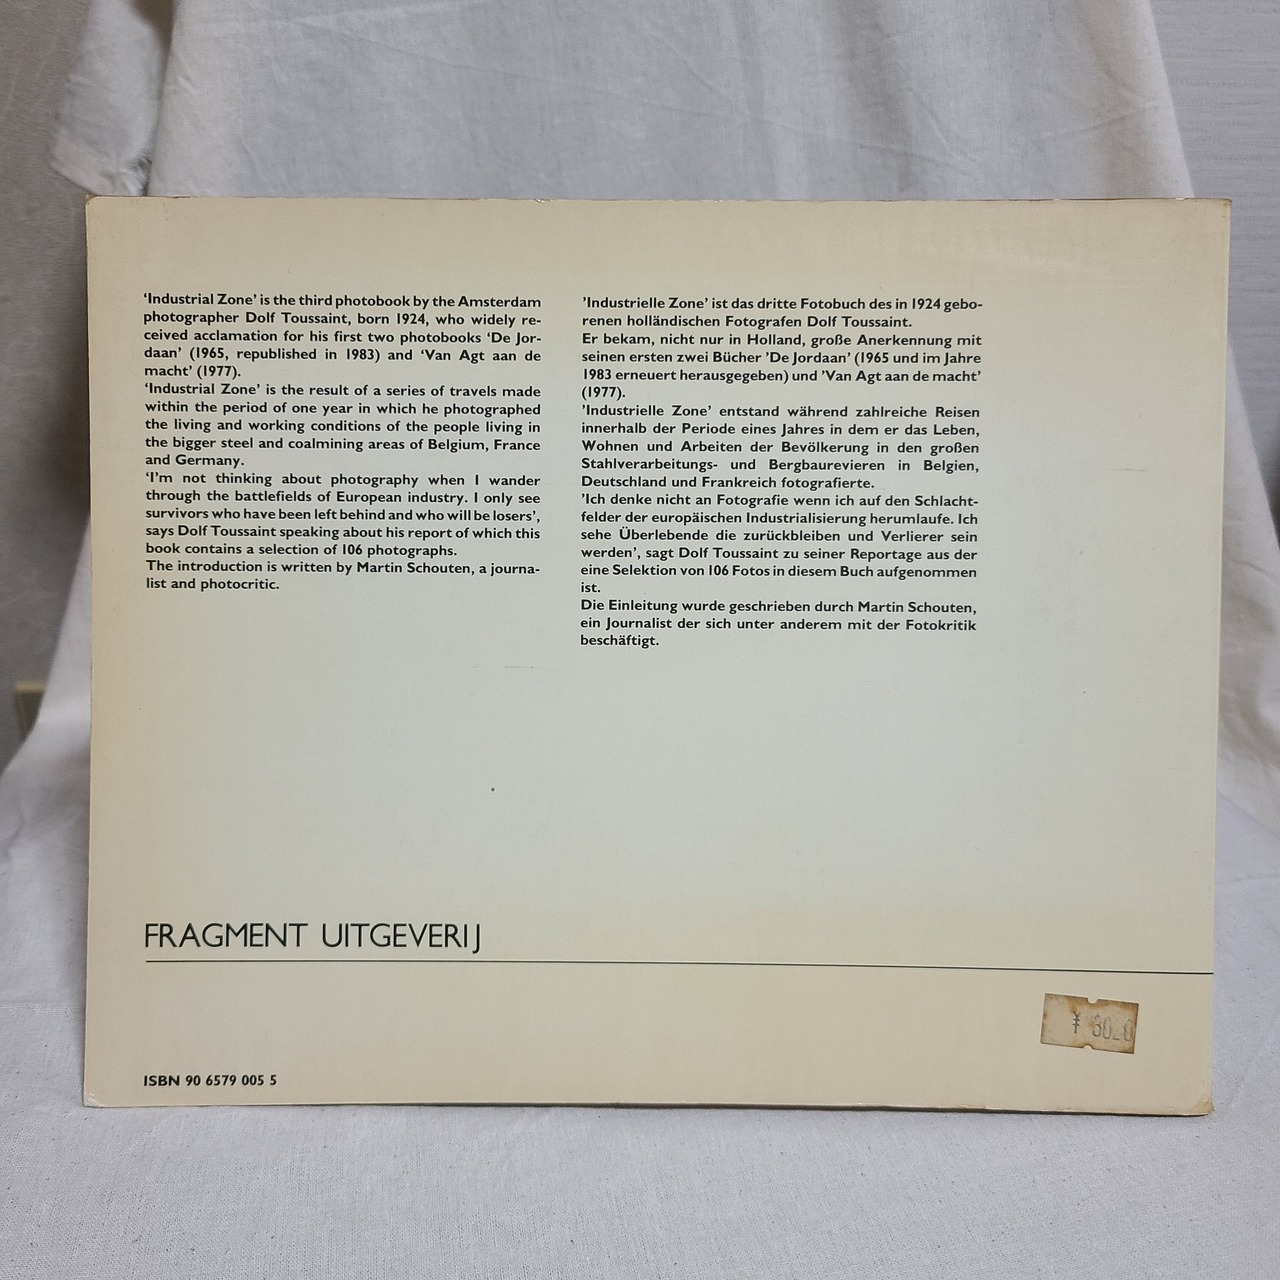 ‘Industrial Zone’ is the third photobook by the Amsterdam
photographer Dolf Toussaint, born 1924, who widely re-
ceived acclamation for his first two photobooks ‘De Jor-
daan’ (1965, republished in 1983) and ‘Van Agt aan de
macht’ (1977).
‘Industrial Zone’ is the result of a series of travels made
within the period of one year in which he photographed
the living and working conditions of the people living in
the bigger steel and coalmining areas of Belgium, France
and Germany.
‘I’m not thinking about photography when I wander
through the battlefields of European industry. I only see
survivors who have been left behind and who will be losers’,
says Dolf Toussaint speaking about his report of which this
book contains a selection of 106 photographs.
The introduction is written by Martin Schouten, a journa-
list and photocritic.
’Industrielle Zone’ ist das dritte Fotobuch des in 1924 gebo-
renen holländischen Fotografen Dolf Toussaint.
Er bekam, nicht nur in Holland, große Anerkennung mit
seinen ersten zwei Bücher ’De Jordaan’ (1965 und im Jahre
1983 erneuert herausgegeben) und ’Van Agt aan de macht’
(1977).
’Industrielle Zone’ entstand während zahlreiche Reisen
innerhalb der Periode eines Jahres in dem er das Leben,
Wohnen und Arbeiten der Bevölkerung in den großen
Stahlverarbeitungs- und Bergbaurevieren in Belgien,
Deutschland und Frankreich fotografierte.
’Ich denke nicht an Fotografie wenn ich auf den Schlacht-
felder der europäischen Industrialisierung herumlaufe. Ich
sehe Überlebende die zurückbleiben und Verlierer sein
werden’, sagt Dolf Toussaint zu seiner Reportage aus der
eine Selektion von 106 Fotos in diesem Buch aufgenommen
ist.
Die Einleitung wurde geschrieben durch Martin Schouten,
ein Journalist der sich unter anderem mit der Fotokritik
beschäftigt.
FRAGMENT UITGEVERIJ
ISBN 90 6579 005 5